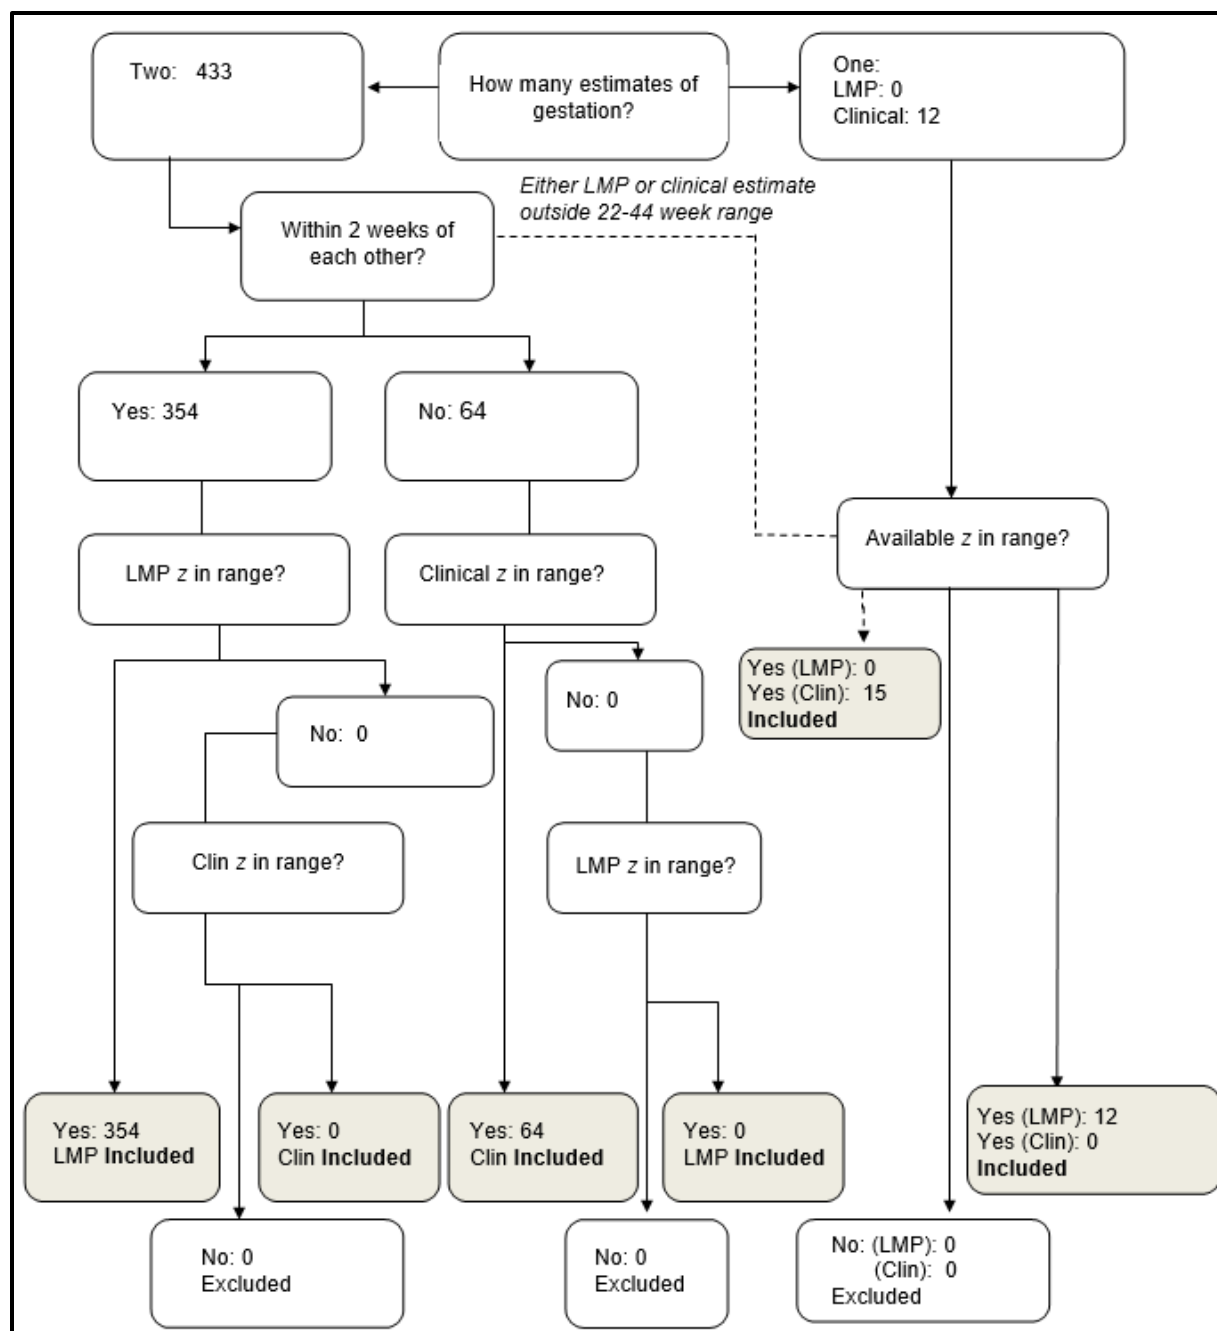 Two: 433
How many estimates of
gestation?
One:
LMP: 0
Clinical: 12
Either LMP or clinical estimate
outside 22-44 week range
Within 2 weeks of
each other?
Yes: 354
No: 64
Available z in range?
LMP z in range?
Clinical z in range?
Yes (LMP): 0
Yes (Clin): 15
Included
No: 0
No: 0
Clin z in range?
LMP z in range?
Yes: 354
LMP Included
Yes: 0
Clin Included
Yes: 64
Clin Included
Yes: 0
LMP Included
Yes (LMP): 12
Yes (Clin): 0
Included
No: 0
Excluded
No: 0
Excluded
No: (LMP): 0
(Clin): 0
Excluded